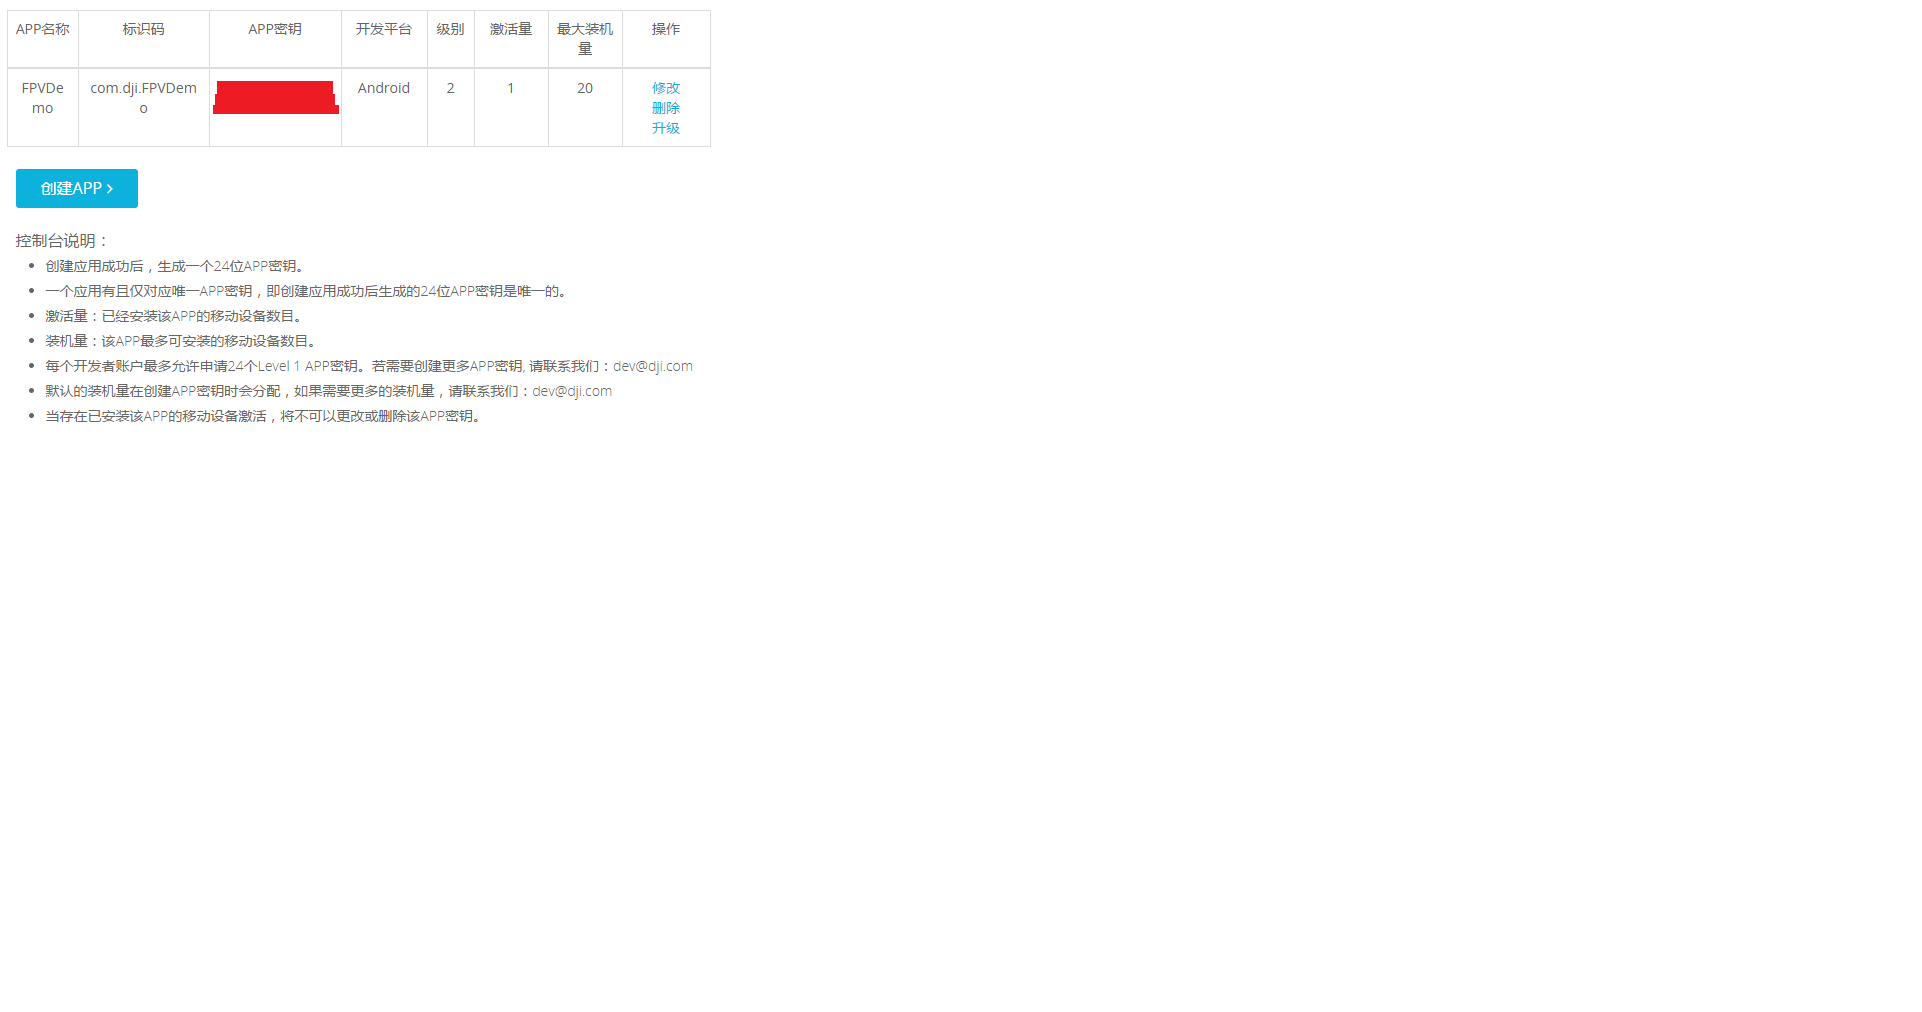 APP名称 标识码 APP密钥 开发平台 级别 激活量 最大装机
量 操作
FPVDe
mo com.dji.FPVDem
o Android 2 1 20 修改
删除
升级
创建APP ›
控制台说明：
• 创建应用成功后，生成一个24位APP密钥。
• 一个应用有且仅对应唯一APP密钥，即创建应用成功后生成的24位APP密钥是唯一的。
• 激活量：已经安装该APP的移动设备数目。
• 装机量：该APP最多可安装的移动设备数目。
• 每个开发者账户最多允许申请24个Level 1 APP密钥。若需要创建更多APP密钥, 请联系我们：dev@dji.com
• 默认的装机量在创建APP密钥时会分配，如果需要更多的装机量，请联系我们：dev@dji.com
• 当存在已安装该APP的移动设备激活，将不可以更改或删除该APP密钥。